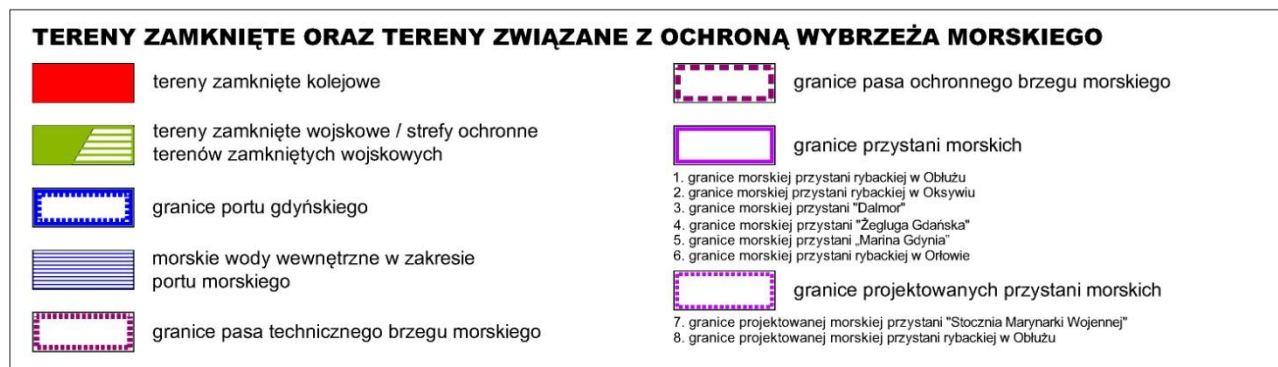 TERENY ZAMKNIĘTE ORAZ TERENY ZWIĄZANE Z OCHRONĄ WYBRZEŻA MORSKIEGO
tereny zamknięte kolejowe
tereny zamknięte wojskowe / strefy ochronne
terenów zamkniętych wojskowych
granice portu gdyńskiego
morskie wody wewnętrzne w zakresie
portu morskiego
granice pasa technicznego brzegu morskiego
granice pasa ochronnego brzegu morskiego
granice przystani morskich
1. granice morskiej przystani rybackiej w Obłużu
2. granice morskiej przystani rybackiej w Oksywiu
3. granice morskiej przystani "Dalmor"
4. granice morskiej przystani "Żegluga Gdańska"
5. granice morskiej przystani „Marina Gdynia”
6. granice morskiej przystani rybackiej w Orłowie
granice projektowanych przystani morskich
7. granice projektowanej morskiej przystani "Stocznia Marynarki Wojennej"
8. granice projektowanej morskiej przystani rybackiej w Obłużu